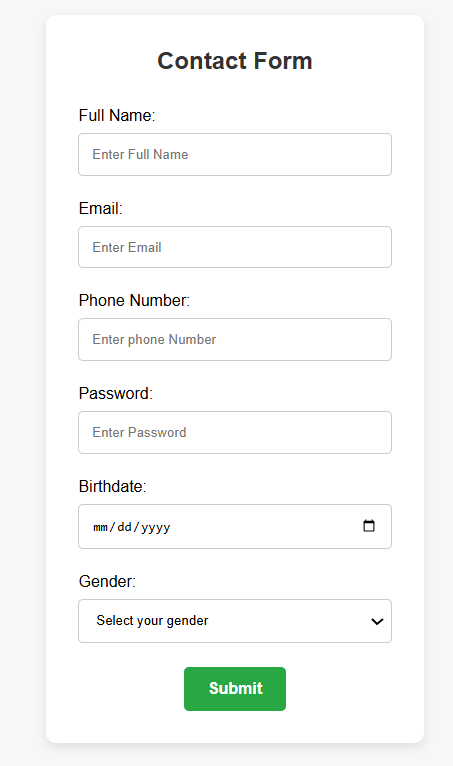 Contact Form
Full Name:
Enter Full Name
Email:
Enter Email
Phone Number:
Enter phone Number
Password:
Enter Password
Birthdate:
mm/dd/yyyy
Gender:
Select your gender
Submit